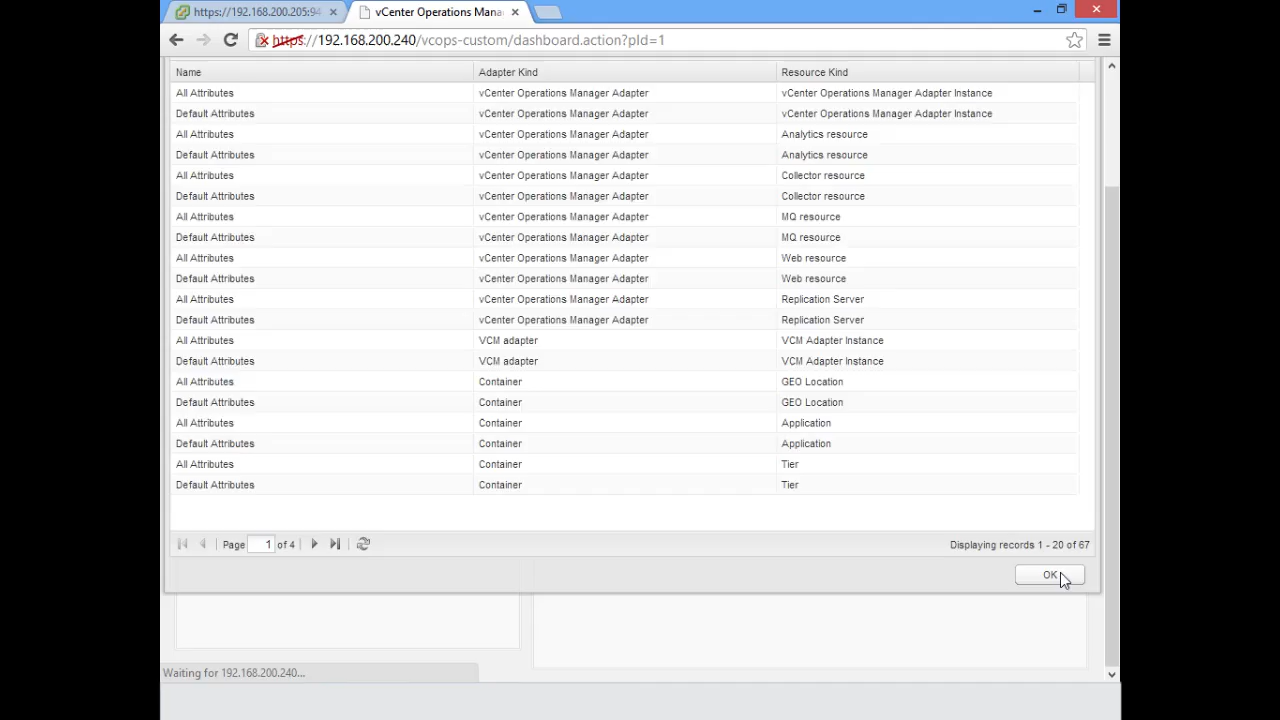 https://192.168.200.205:94
vCenter Operations Mana
https://192.168.200.240/vcops-custom/dashboard.action?pId=1
Name Adapter Kind Resource Kind
All Attributes vCenter Operations Manager Adapter vCenter Operations Manager Adapter Instance
Default Attributes vCenter Operations Manager Adapter vCenter Operations Manager Adapter Instance
All Attributes vCenter Operations Manager Adapter Analytics resource
Default Attributes vCenter Operations Manager Adapter Analytics resource
All Attributes vCenter Operations Manager Adapter Collector resource
Default Attributes vCenter Operations Manager Adapter Collector resource
All Attributes vCenter Operations Manager Adapter MQ resource
Default Attributes vCenter Operations Manager Adapter MQ resource
All Attributes vCenter Operations Manager Adapter Web resource
Default Attributes vCenter Operations Manager Adapter Web resource
All Attributes vCenter Operations Manager Adapter Replication Server
Default Attributes vCenter Operations Manager Adapter Replication Server
All Attributes VCM adapter VCM Adapter Instance
Default Attributes VCM adapter VCM Adapter Instance
All Attributes Container GEO Location
Default Attributes Container GEO Location
All Attributes Container Application
Default Attributes Container Application
All Attributes Container Tier
Default Attributes Container Tier
Page 1 of 4 Displaying records 1 - 20 of 67
OK
Waiting for 192.168.200.240...